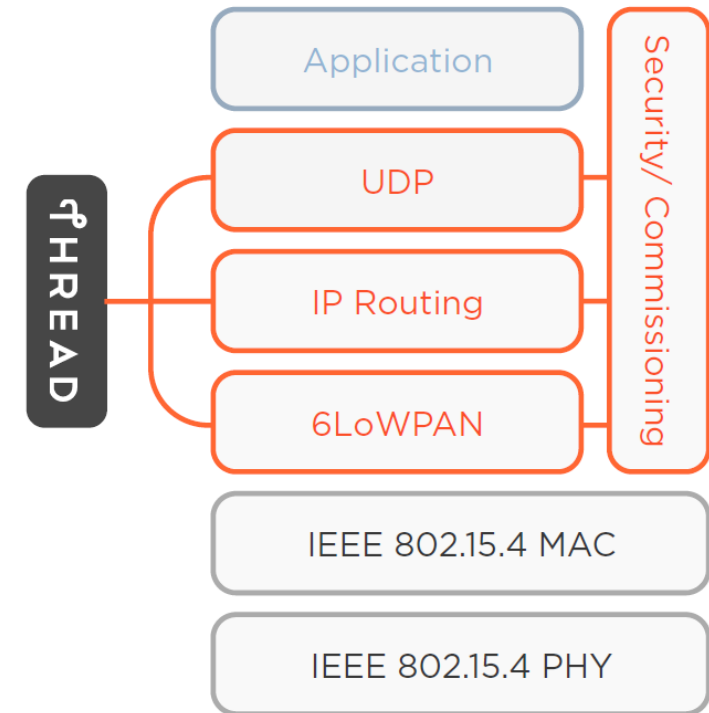 Application
Security/ Commissioning
UDP
THREAD
IP Routing
6LoWPAN
IEEE 802.15.4 MAC
IEEE 802.15.4 PHY